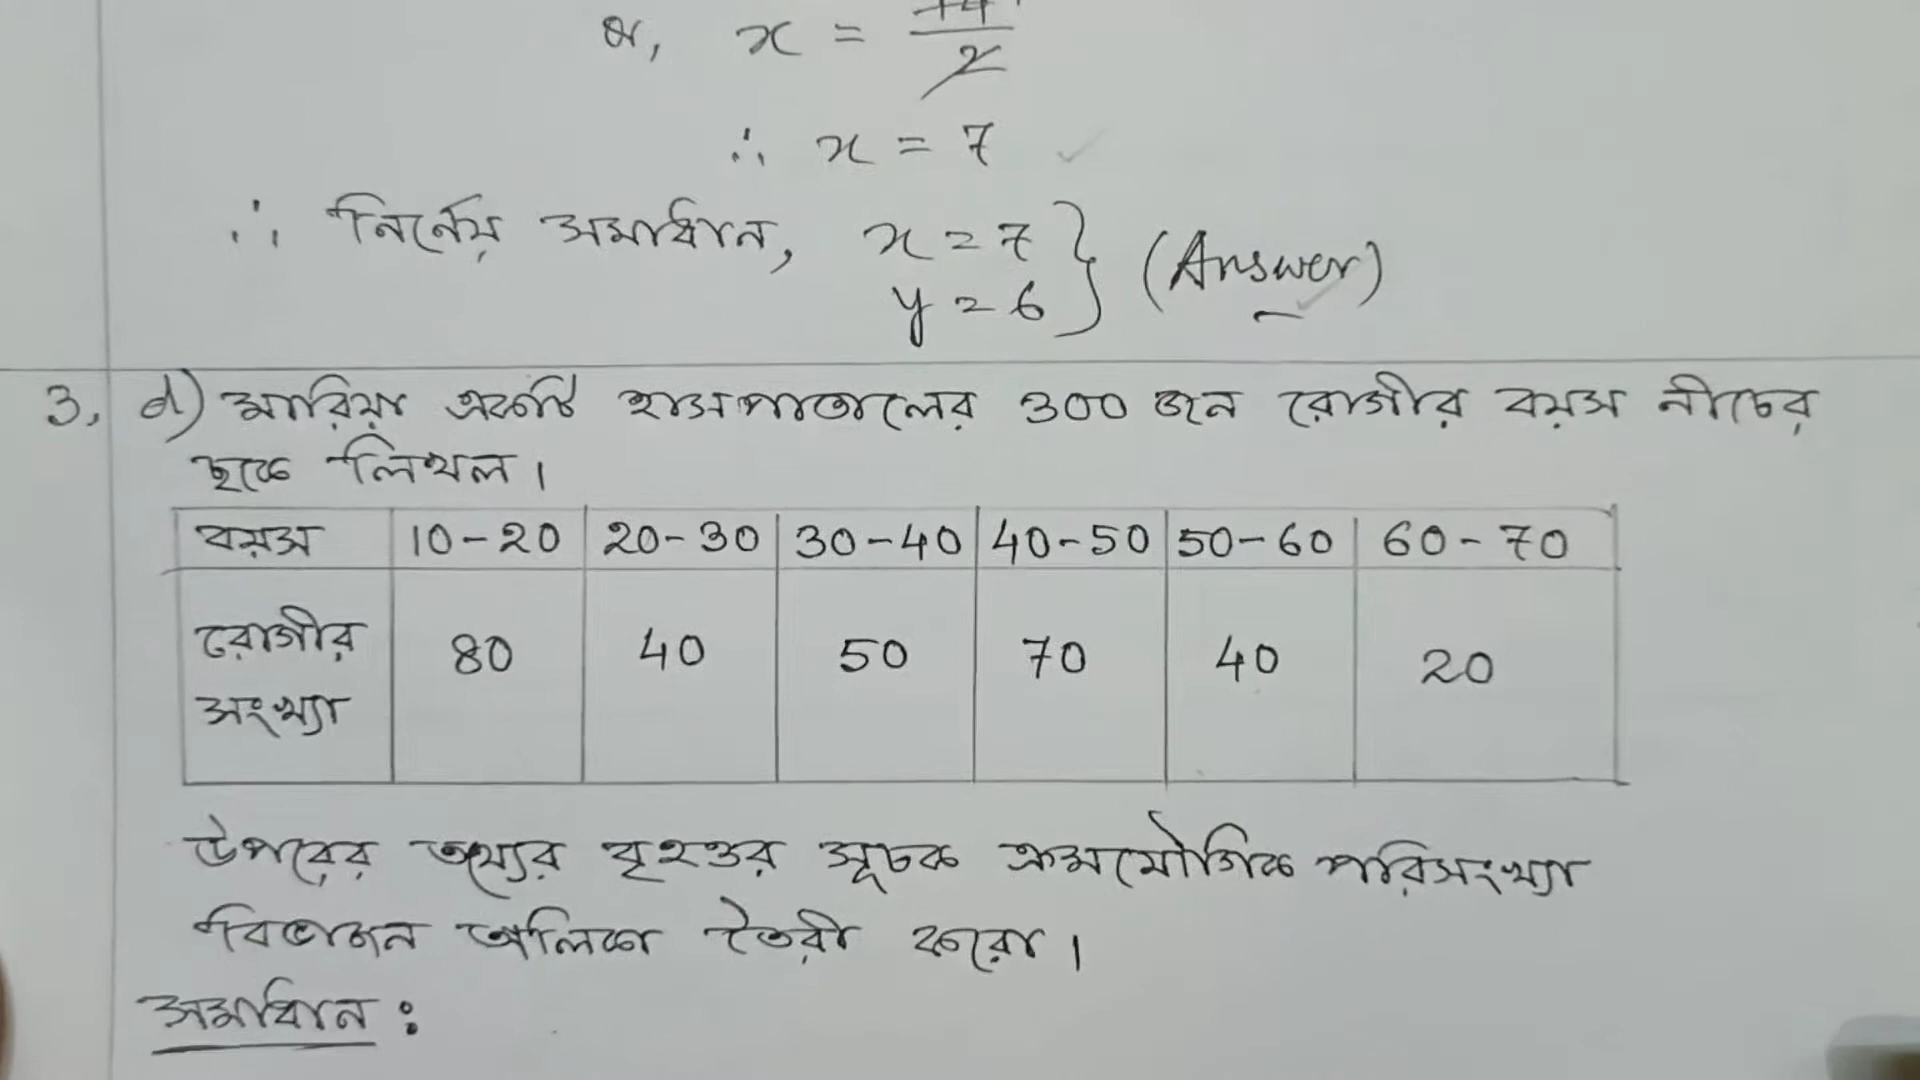 বা, x = 14/2
∴ x = 7 ✓
∴ নির্নেয় সমাধান, x = 7
y = 6 } (Answer)
3. d) মারিয়া একটি হাসপাতালের 300 জন রোগীর বয়স নীচের
ছকে লিখল।
বয়স 10-20 20-30 30-40 40-50 50-60 60-70
রোগীর সংখ্যা 80 40 50 70 40 20
উপরের তথ্যের বৃহত্তর সূচক ক্রমযৌগিক পরিসংখ্যা
বিভাজন তালিকা তৈরী করো।
সমাধান :